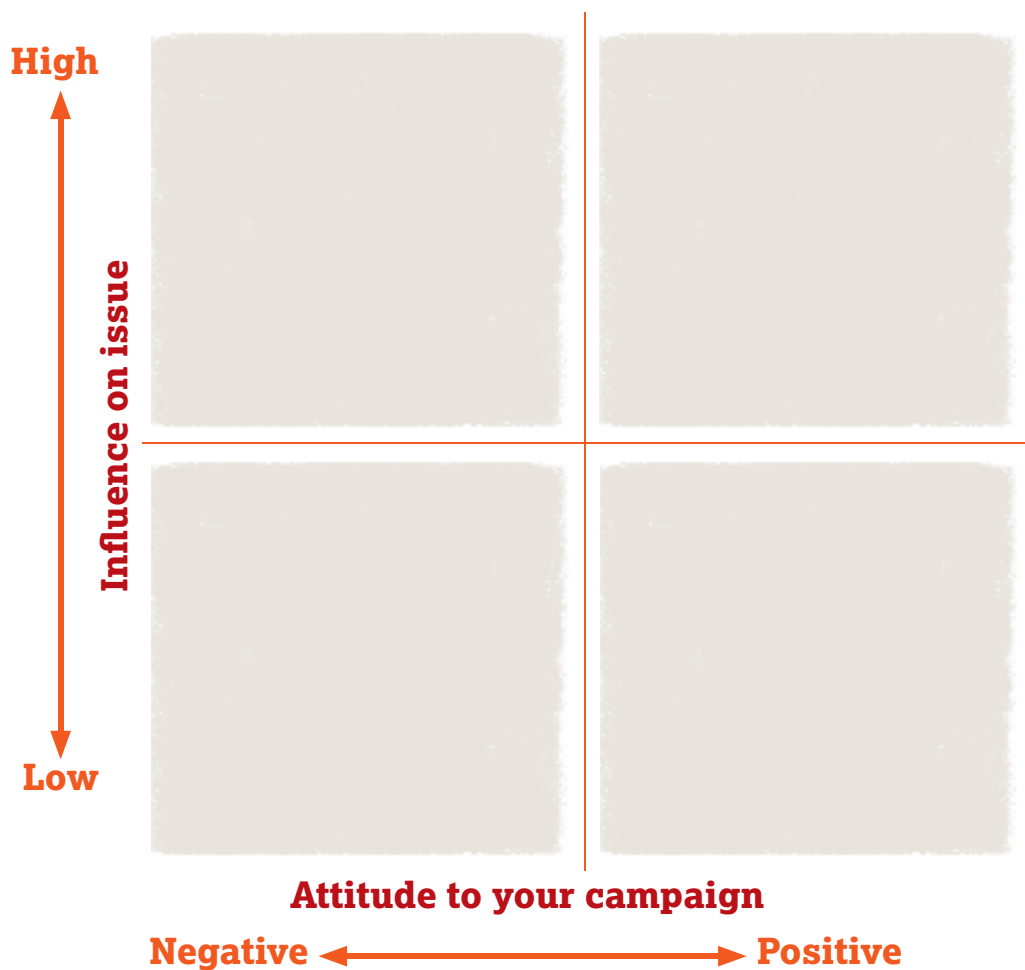 High
Influence on issue
Low
Attitude to your campaign
Negative
Positive